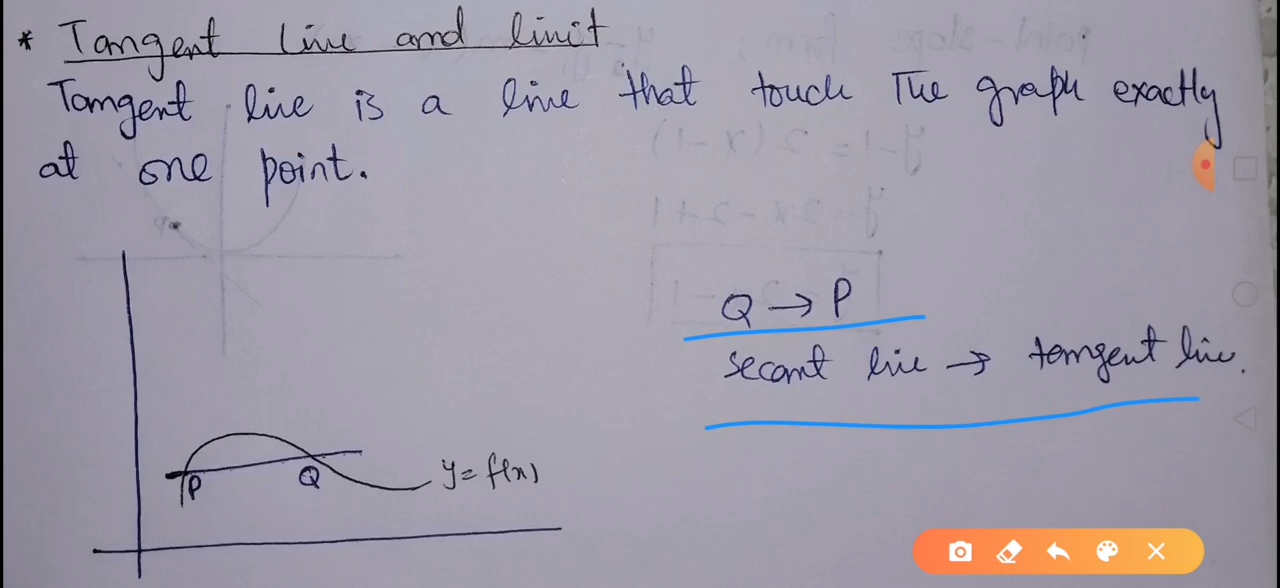 * Tangent line and limit
Tangent line is a line that touch The graph exactly
at one point.
Q → P
secant line → tangent line.
P
Q
y = f(x)